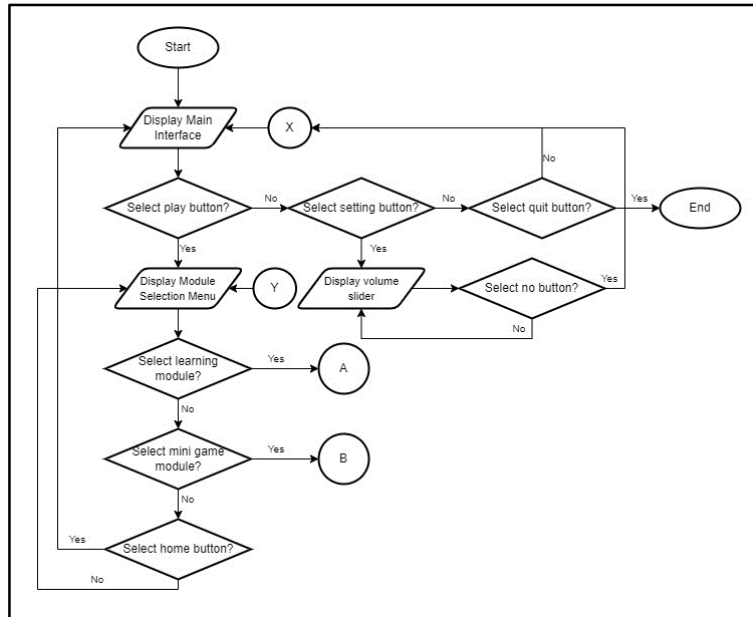 Start
Display Main
Interface
X
No
Select play button?
No
Select setting button?
No
Select quit button?
Yes
End
Yes
Yes
Display Module
Selection Menu
Y
Display volume
slider
Select no button?
Yes
No
Select learning
module?
Yes
A
No
Select mini game
module?
Yes
B
No
Yes
Select home button?
No